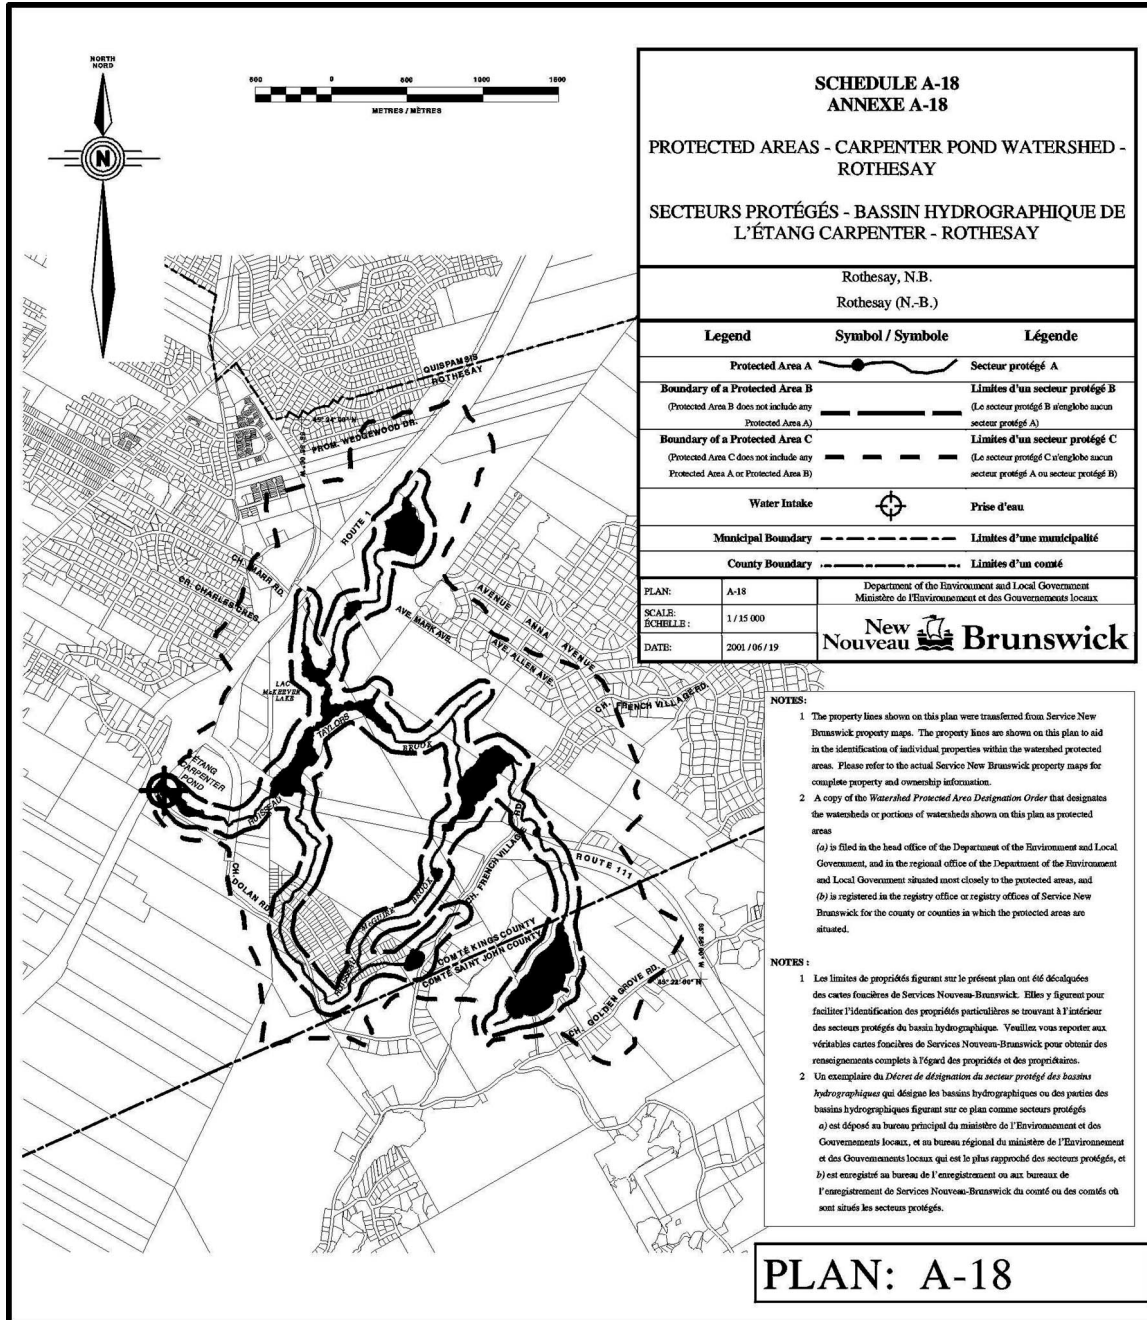 NORTH
NORD
N
500 0 500 1000 1500
METRES / MÈTRES
SCHEDULE A-18
ANNEXE A-18
PROTECTED AREAS - CARPENTER POND WATERSHED -
ROTHESAY
SECTEURS PROTÉGÉS - BASSIN HYDROGRAPHIQUE DE
L'ÉTANG CARPENTER - ROTHESAY
Rothesay, N.B.
Rothesay (N.-B.)
Legend Symbol / Symbole Légende
Protected Area A Secteur protégé A
Boundary of a Protected Area B Limites d'un secteur protégé B
(Protected Area B does not include any (Le secteur protégé B n'englobe aucun
Protected Area A) secteur protégé A)
Boundary of a Protected Area C Limites d'un secteur protégé C
(Protected Area C does not include any (Le secteur protégé C n'englobe aucun
Protected Area A or Protected Area B) secteur protégé A ou secteur protégé B)
Water Intake Prise d'eau
Municipal Boundary Limites d'une municipalité
County Boundary Limites d'un comté
PLAN: A-18
SCALE:
ÉCHELLE : 1 / 15 000
DATE: 2001 / 06 / 19
Department of the Environment and Local Government
Ministère de l'Environnement et des Gouvernements locaux
New
Nouveau Brunswick
QUISPAMSIS
ROTHESAY
PROM. WEDGEWOOD DR.
ROUTE 1
CH. MARR RD.
CR. CHARLES CRES.
AVE. MARK AVE.
AVENUE ANNA AVENUE
AVE. ALLEN AVE.
CH. FRENCH VILLAGE RD.
LAC
McKEEVER
LAKE
TAYLORS
BROOK
ÉTANG
CARPENTER
POND
RUISSEAU
CH.
DOLAN RD.
CH. FRENCH VILLAGE RD.
ROUTE 111
RUISSEAU McGUIRE BROOK
COMTÉ KINGS COUNTY
COMTÉ SAINT JOHN COUNTY
CH. GOLDEN GROVE RD.
NOTES:
1 The property lines shown on this plan were transferred from Service New
Brunswick property maps. The property lines are shown on this plan to aid
in the identification of individual properties within the watershed protected
areas. Please refer to the actual Service New Brunswick property maps for
complete property and ownership information.
2 A copy of the Watershed Protected Area Designation Order that designates
the watersheds or portions of watersheds shown on this plan as protected
areas
(a) is filed in the head office of the Department of the Environment and Local
Government, and in the regional office of the Department of the Environment
and Local Government situated most closely to the protected areas, and
(b) is registered in the registry office or registry offices of Service New
Brunswick for the county or counties in which the protected areas are
situated.
NOTES :
1 Les limites de propriétés figurant sur le présent plan ont été décalquées
des cartes foncières de Services Nouveau-Brunswick. Elles y figurent pour
faciliter l'identification des propriétés particulières se trouvant à l'intérieur
des secteurs protégés du bassin hydrographique. Veuillez vous reporter aux
véritables cartes foncières de Services Nouveau-Brunswick pour obtenir des
renseignements complets à l'égard des propriétés et des propriétaires.
2 Un exemplaire du Décret de désignation du secteur protégé des bassins
hydrographiques qui désigne les bassins hydrographiques ou des parties des
bassins hydrographiques figurant sur ce plan comme secteurs protégés
a) est déposé au bureau principal du ministère de l'Environnement et des
Gouvernements locaux, et au bureau régional du ministère de l'Environnement
et des Gouvernements locaux qui est le plus rapproché des secteurs protégés, et
b) est enregistré au bureau de l'enregistrement ou aux bureaux de
l'enregistrement de Services Nouveau-Brunswick du comté ou des comtés où
sont situés les secteurs protégés.
PLAN: A-18